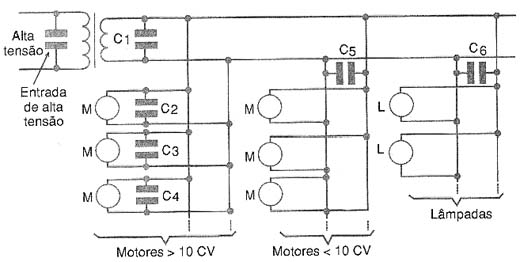 Alta
tensão
C1
Entrada
de alta
tensão
C5
C6
M
C2
M
C3
M
C4
M
M
M
L
L
Lâmpadas
Motores > 10 CV
Motores < 10 CV